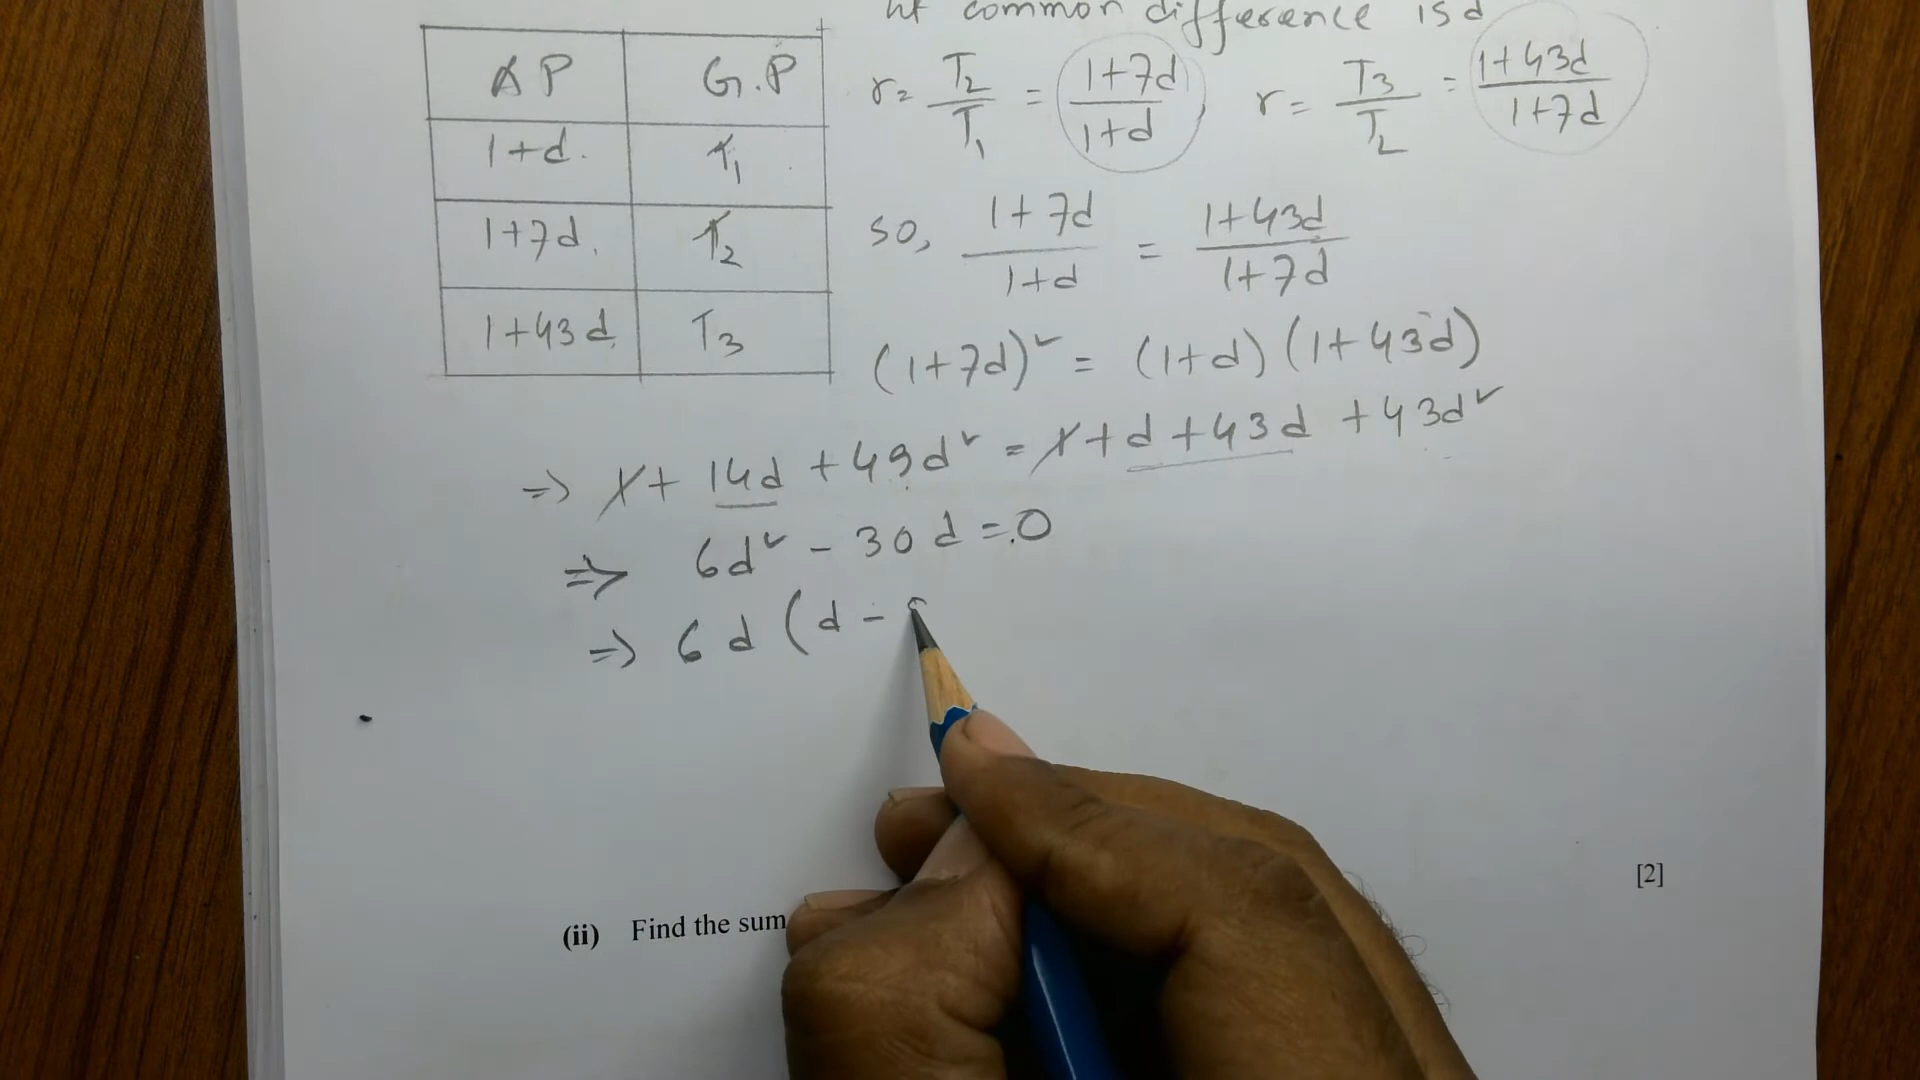 common difference is d
A P G.P
1+d. T₁
1+7d. T₂
1+43d. T₃
r= T₂/T₁ = (1+7d)/(1+d), r= T₃/T₂ = (1+43d)/(1+7d)
so, (1+7d)/(1+d) = (1+43d)/(1+7d)
(1+7d)² = (1+d)(1+43d)
=> 1+14d+49d² = 1+d+43d+43d²
=> 6d² - 30d = 0
=> 6d(d -
[2]
(ii) Find the sum